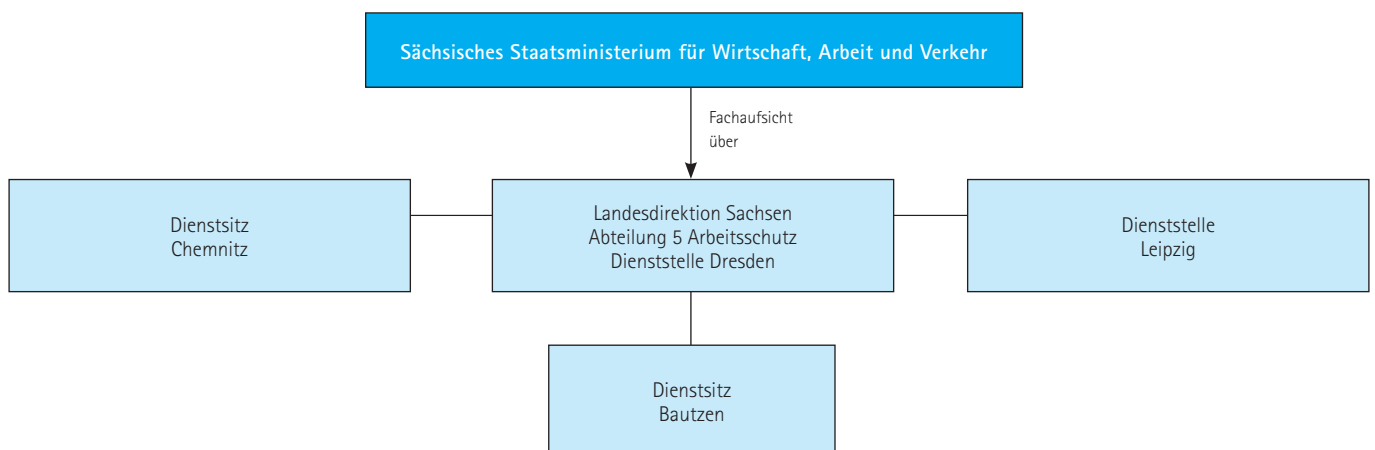 Sächsisches Staatsministerium für Wirtschaft, Arbeit und Verkehr
Fachaufsicht
über
Dienstsitz
Chemnitz
Landesdirektion Sachsen
Abteilung 5 Arbeitsschutz
Dienststelle Dresden
Dienststelle
Leipzig
Dienstsitz
Bautzen